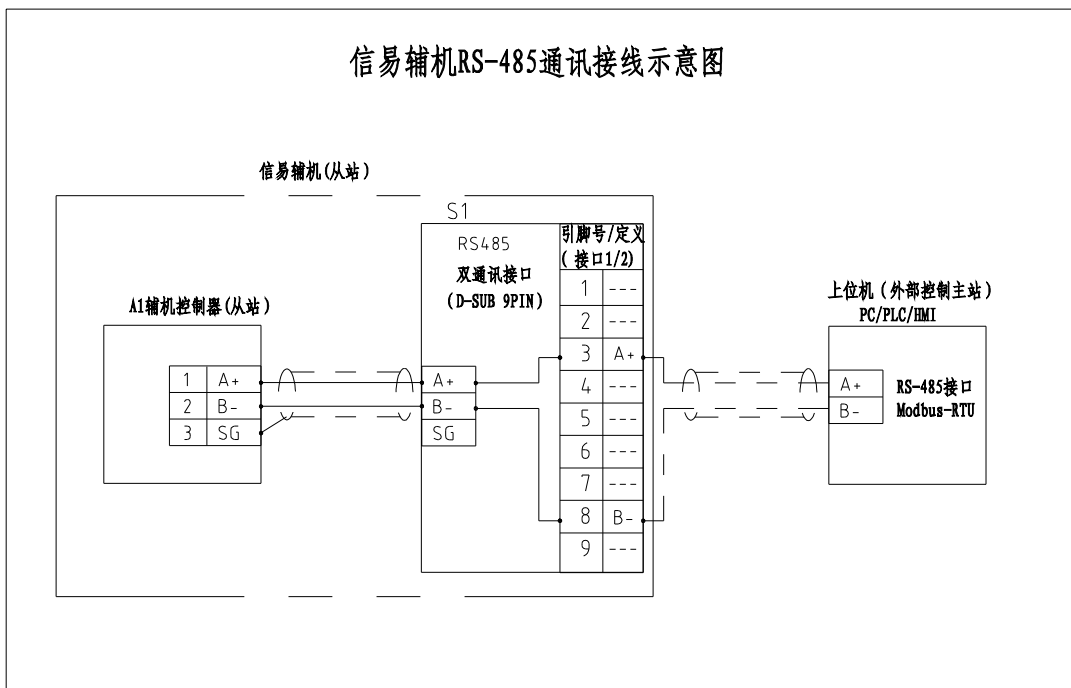 信易辅机RS-485通讯接线示意图
信易辅机(从站)
S1
RS485
双通讯接口
(D-SUB 9PIN)
引脚号/定义
(接口1/2)
1 ---
2 ---
3 A+
4 ---
5 ---
6 ---
7 ---
8 B-
9 ---
A1辅机控制器(从站)
1 A+
2 B-
3 SG
A+
B-
SG
上位机(外部控制主站)
PC/PLC/HMI
A+
B-
RS-485接口
Modbus-RTU